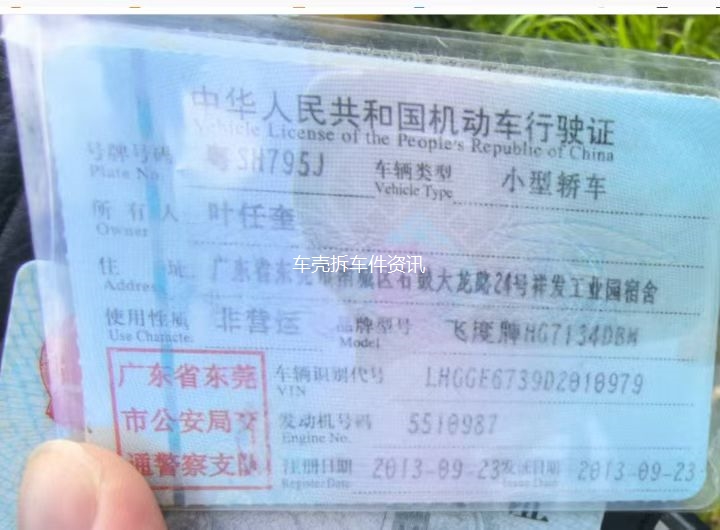 中华人民共和国机动车行驶证
Vehicle License of the People's Republic of China
号牌号码 粤SH795J 车辆类型 小型轿车
Plate No. Vehicle Type
所有人 叶任奎
Owner
住址 广东省东莞市南城区石鼓大龙路24号祥发工业园宿舍
Address
车壳拆车件资讯
使用性质 非营运 品牌型号 飞度牌HG7134DBM
Use Characte. Model
广东省东莞 车辆识别代号 LHGGE6739D2010979
VIN
市公安局交 发动机号码 5510987
Engine No.
通警察支队 注册日期 2013-09-23 发证日期 2013-09-23
Register Date Issue Date